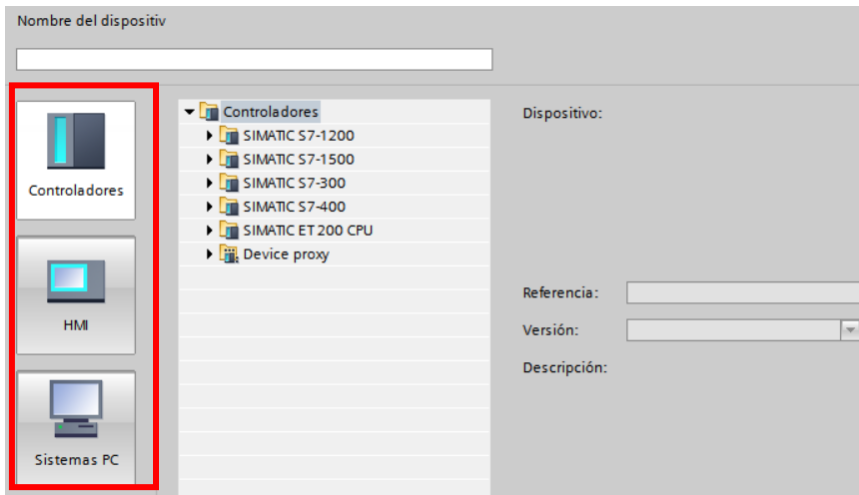 Nombre del dispositiv
Controladores
HMI
Sistemas PC
Controladores
SIMATIC S7-1200
SIMATIC S7-1500
SIMATIC S7-300
SIMATIC S7-400
SIMATIC ET 200 CPU
Device proxy
Dispositivo:
Referencia:
Versión:
Descripción: